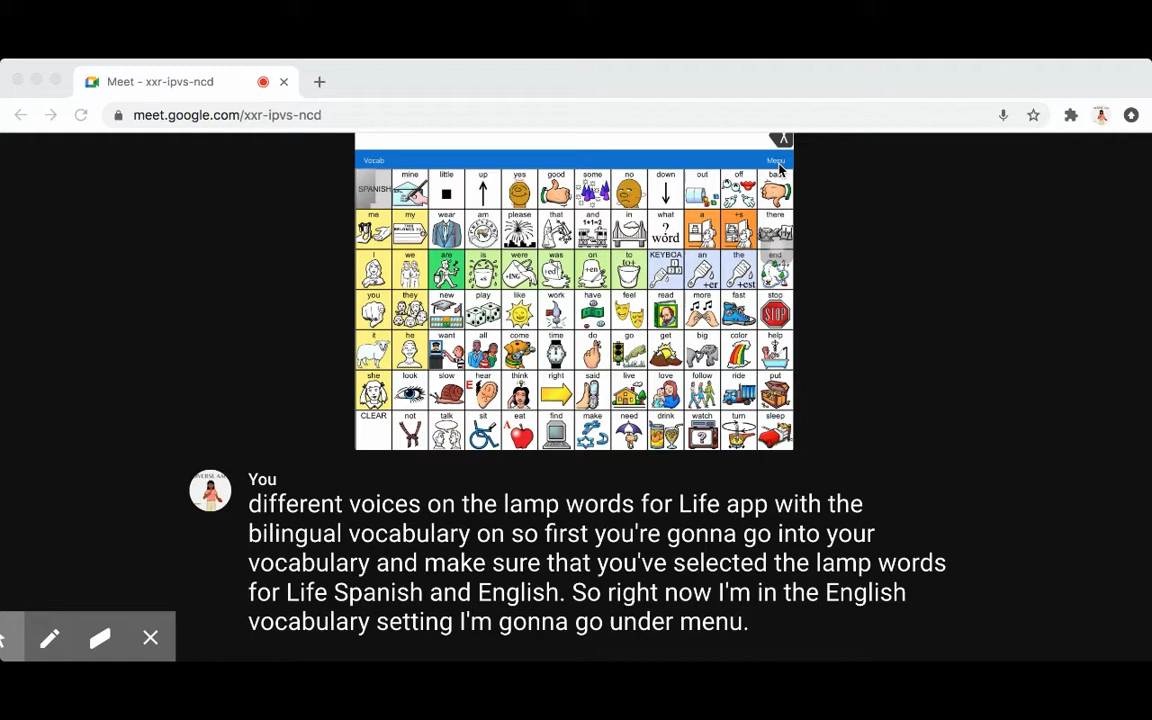 Meet - xxr-ipvs-ncd
meet.google.com/xxr-ipvs-ncd
Vocab Menu
SPANISH mine little up yes good some no down out off bad
me my wear am please that and in what a +s there
I we are is were was on to KEYBOA an the end
you they new play like work have feel read more fast stop
it he want all come time do go get big color help
she look slow hear think right said live love follow ride put
CLEAR not talk sit eat find make need drink watch turn sleep
You
different voices on the lamp words for Life app with the
bilingual vocabulary on so first you're gonna go into your
vocabulary and make sure that you've selected the lamp words
for Life Spanish and English. So right now I'm in the English
vocabulary setting I'm gonna go under menu.